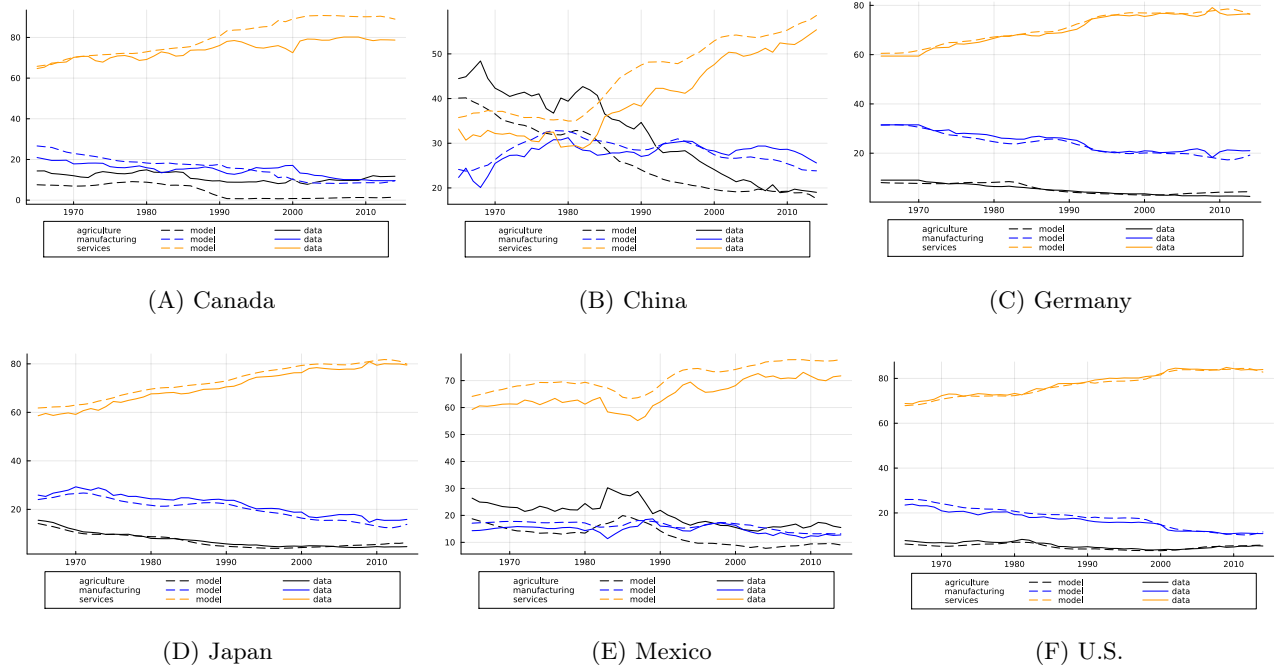 80
60
40
20
0
1970 1980 1990 2000 2010
agriculture model data
manufacturing model data
services model data
(A) Canada
50
40
30
20
1970 1980 1990 2000 2010
agriculture model data
manufacturing model data
services model data
(B) China
80
60
40
20
1970 1980 1990 2000 2010
agriculture model data
manufacturing model data
services model data
(C) Germany
80
60
40
20
1970 1980 1990 2000 2010
agriculture model data
manufacturing model data
services model data
(D) Japan
70
60
50
40
30
20
10
1970 1980 1990 2000 2010
agriculture model data
manufacturing model data
services model data
(E) Mexico
80
60
40
20
1970 1980 1990 2000 2010
agriculture model data
manufacturing model data
services model data
(F) U.S.